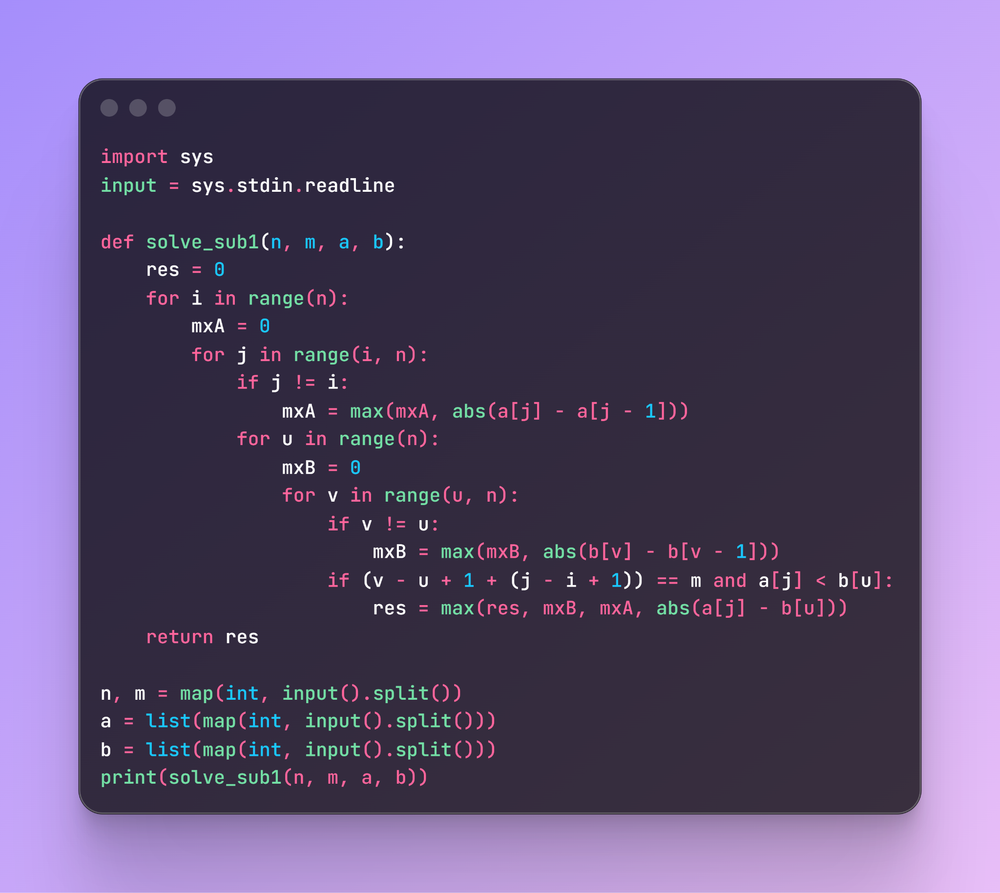 import sys
input = sys.stdin.readline

def solve_sub1(n, m, a, b):
    res = 0
    for i in range(n):
        mxA = 0
        for j in range(i, n):
            if j != i:
                mxA = max(mxA, abs(a[j] - a[j - 1]))
            for u in range(n):
                mxB = 0
                for v in range(u, n):
                    if v != u:
                        mxB = max(mxB, abs(b[v] - b[v - 1]))
                    if (v - u + 1 + (j - i + 1)) == m and a[j] < b[u]:
                        res = max(res, mxB, mxA, abs(a[j] - b[u]))
    return res

n, m = map(int, input().split())
a = list(map(int, input().split()))
b = list(map(int, input().split()))
print(solve_sub1(n, m, a, b))